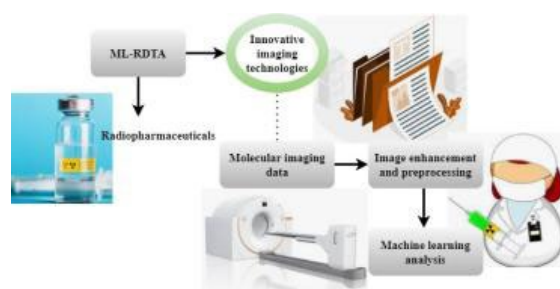 ML-RDTA
Innovative
imaging
technologies
Radiopharmaceuticals
Molecular imaging
data
Image enhancement
and preprocessing
Machine learning
analysis